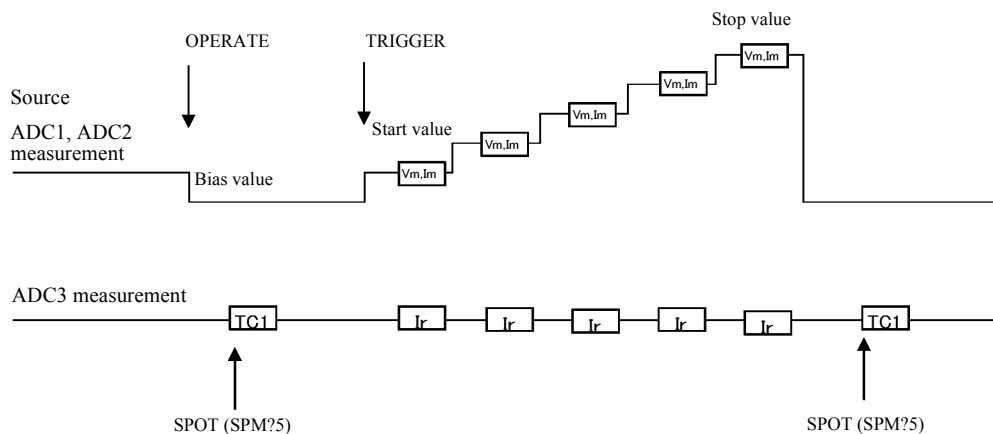 Stop value
OPERATE
TRIGGER
Source
ADC1, ADC2
measurement
Start value
Bias value
Vm,Im
Vm,Im
Vm,Im
Vm,Im
Vm,Im
ADC3 measurement
TC1
Ir
Ir
Ir
Ir
Ir
TC1
SPOT (SPM?5)
SPOT (SPM?5)